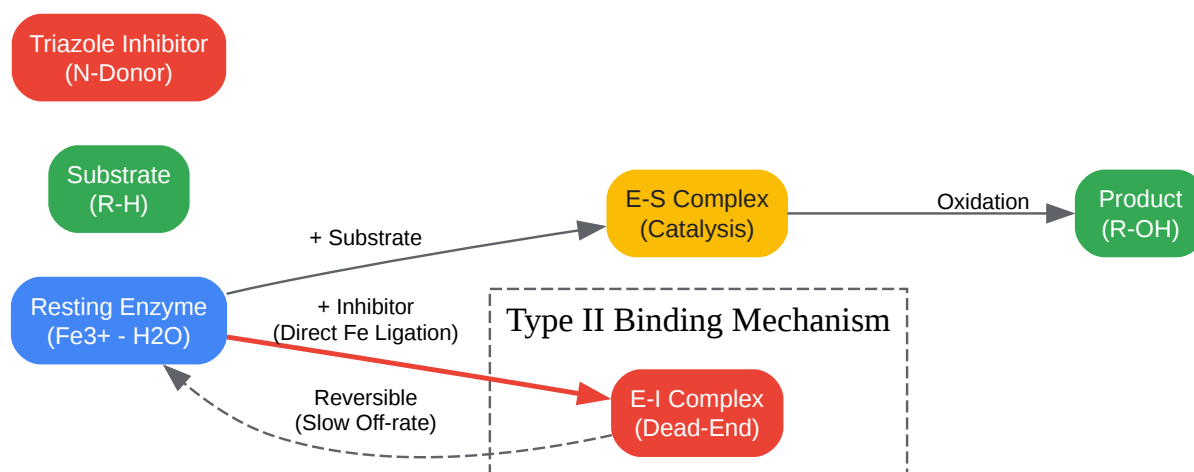 Triazole Inhibitor
(N-Donor)
Substrate
(R-H)
Resting Enzyme
(Fe3+ - H2O)
+ Substrate
+ Inhibitor
(Direct Fe Ligation)
Reversible
(Slow Off-rate)
E-S Complex
(Catalysis)
Oxidation
Product
(R-OH)
Type II Binding Mechanism
E-I Complex
(Dead-End)